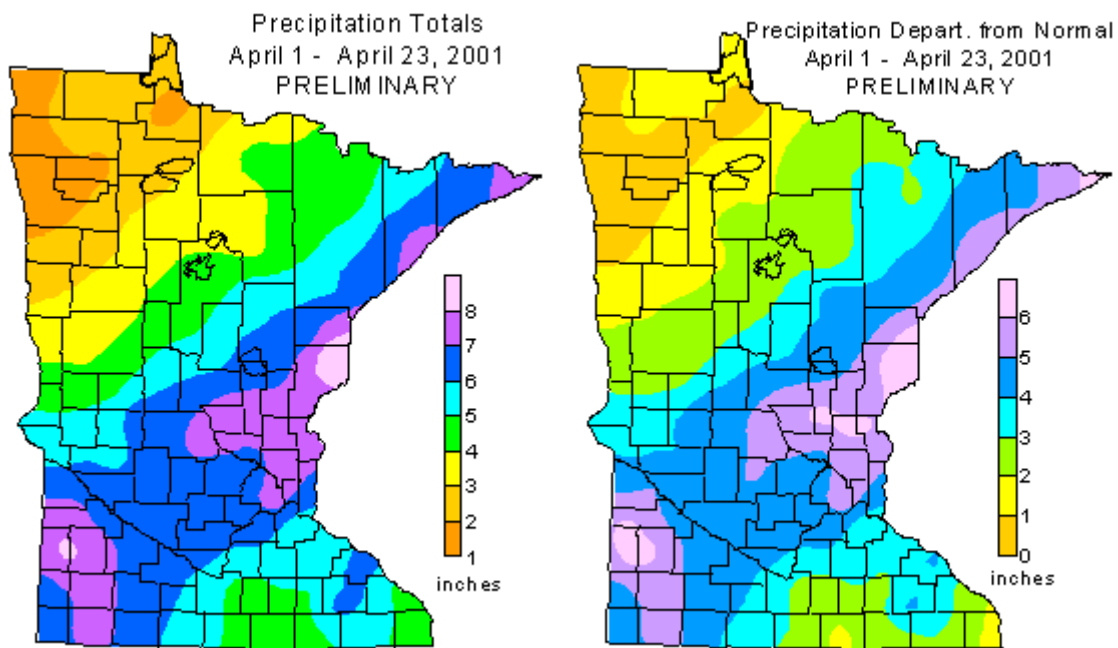 Precipitation Totals
April 1 - April 23, 2001
PRELIMINARY
8
7
6
5
4
3
2
1
inches
Precipitation Depart. from Normal
April 1 - April 23, 2001
PRELIMINARY
6
5
4
3
2
1
0
inches